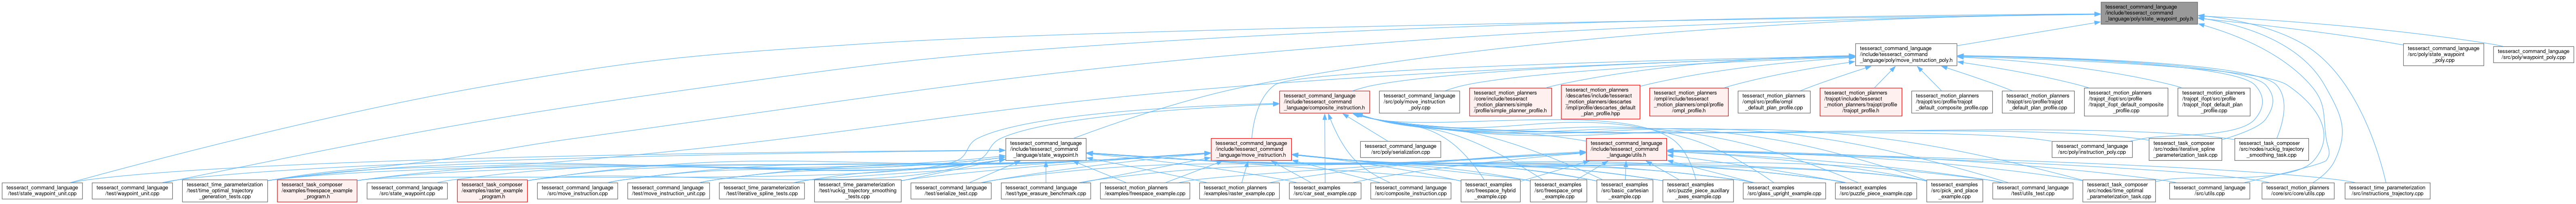 tesseract_command_language
/include/tesseract_command
_language/poly/state_waypoint_poly.h
tesseract_command_language
/include/tesseract_command
_language/poly/move_instruction_poly.h
tesseract_command_language
/src/poly/state_waypoint
_poly.cpp
tesseract_command_language
/src/poly/waypoint_poly.cpp
tesseract_command_language
/include/tesseract_command
_language/composite_instruction.h
tesseract_command_language
/src/poly/move_instruction
_poly.cpp
tesseract_motion_planners
/core/include/tesseract
_motion_planners/simple
/profile/simple_planner_profile.h
tesseract_motion_planners
/descartes/include/tesseract
_motion_planners/descartes
/impl/profile/descartes_default
_plan_profile.hpp
tesseract_motion_planners
/ompl/include/tesseract
_motion_planners/ompl/profile
/ompl_profile.h
tesseract_motion_planners
/ompl/src/profile/ompl
_default_plan_profile.cpp
tesseract_motion_planners
/trajopt/include/tesseract
_motion_planners/trajopt/profile
/trajopt_profile.h
tesseract_motion_planners
/trajopt/src/profile/trajopt
_default_composite_profile.cpp
tesseract_motion_planners
/trajopt/src/profile/trajopt
_default_plan_profile.cpp
tesseract_motion_planners
/trajopt_ifopt/src/profile
/trajopt_ifopt_default_composite
_profile.cpp
tesseract_motion_planners
/trajopt_ifopt/src/profile
/trajopt_ifopt_default_plan
_profile.cpp
tesseract_command_language
/include/tesseract_command
_language/state_waypoint.h
tesseract_command_language
/include/tesseract_command
_language/move_instruction.h
tesseract_command_language
/src/poly/serialization.cpp
tesseract_command_language
/include/tesseract_command
_language/utils.h
tesseract_command_language
/src/poly/instruction_poly.cpp
tesseract_task_composer
/src/nodes/iterative_spline
_parameterization_task.cpp
tesseract_task_composer
/src/nodes/ruckig_trajectory
_smoothing_task.cpp
tesseract_command_language
/test/state_waypoint_unit.cpp
tesseract_command_language
/test/waypoint_unit.cpp
tesseract_time_parameterization
/test/time_optimal_trajectory
_generation_tests.cpp
tesseract_task_composer
/examples/freespace_example
_program.h
tesseract_command_language
/src/state_waypoint.cpp
tesseract_task_composer
/examples/raster_example
_program.h
tesseract_command_language
/src/move_instruction.cpp
tesseract_command_language
/test/move_instruction_unit.cpp
tesseract_time_parameterization
/test/iterative_spline_tests.cpp
tesseract_time_parameterization
/test/ruckig_trajectory_smoothing
_tests.cpp
tesseract_command_language
/test/serialize_test.cpp
tesseract_command_language
/test/type_erasure_benchmark.cpp
tesseract_motion_planners
/examples/freespace_example.cpp
tesseract_motion_planners
/examples/raster_example.cpp
tesseract_examples
/src/car_seat_example.cpp
tesseract_command_language
/src/composite_instruction.cpp
tesseract_examples
/src/freespace_hybrid
_example.cpp
tesseract_examples
/src/freespace_ompl
_example.cpp
tesseract_examples
/src/basic_cartesian
_example.cpp
tesseract_examples
/src/puzzle_piece_auxillary
_axes_example.cpp
tesseract_examples
/src/glass_upright_example.cpp
tesseract_examples
/src/puzzle_piece_example.cpp
tesseract_examples
/src/pick_and_place
_example.cpp
tesseract_command_language
/test/utils_test.cpp
tesseract_task_composer
/src/nodes/time_optimal
_parameterization_task.cpp
tesseract_command_language
/src/utils.cpp
tesseract_motion_planners
/core/src/core/utils.cpp
tesseract_time_parameterization
/src/instructions_trajectory.cpp